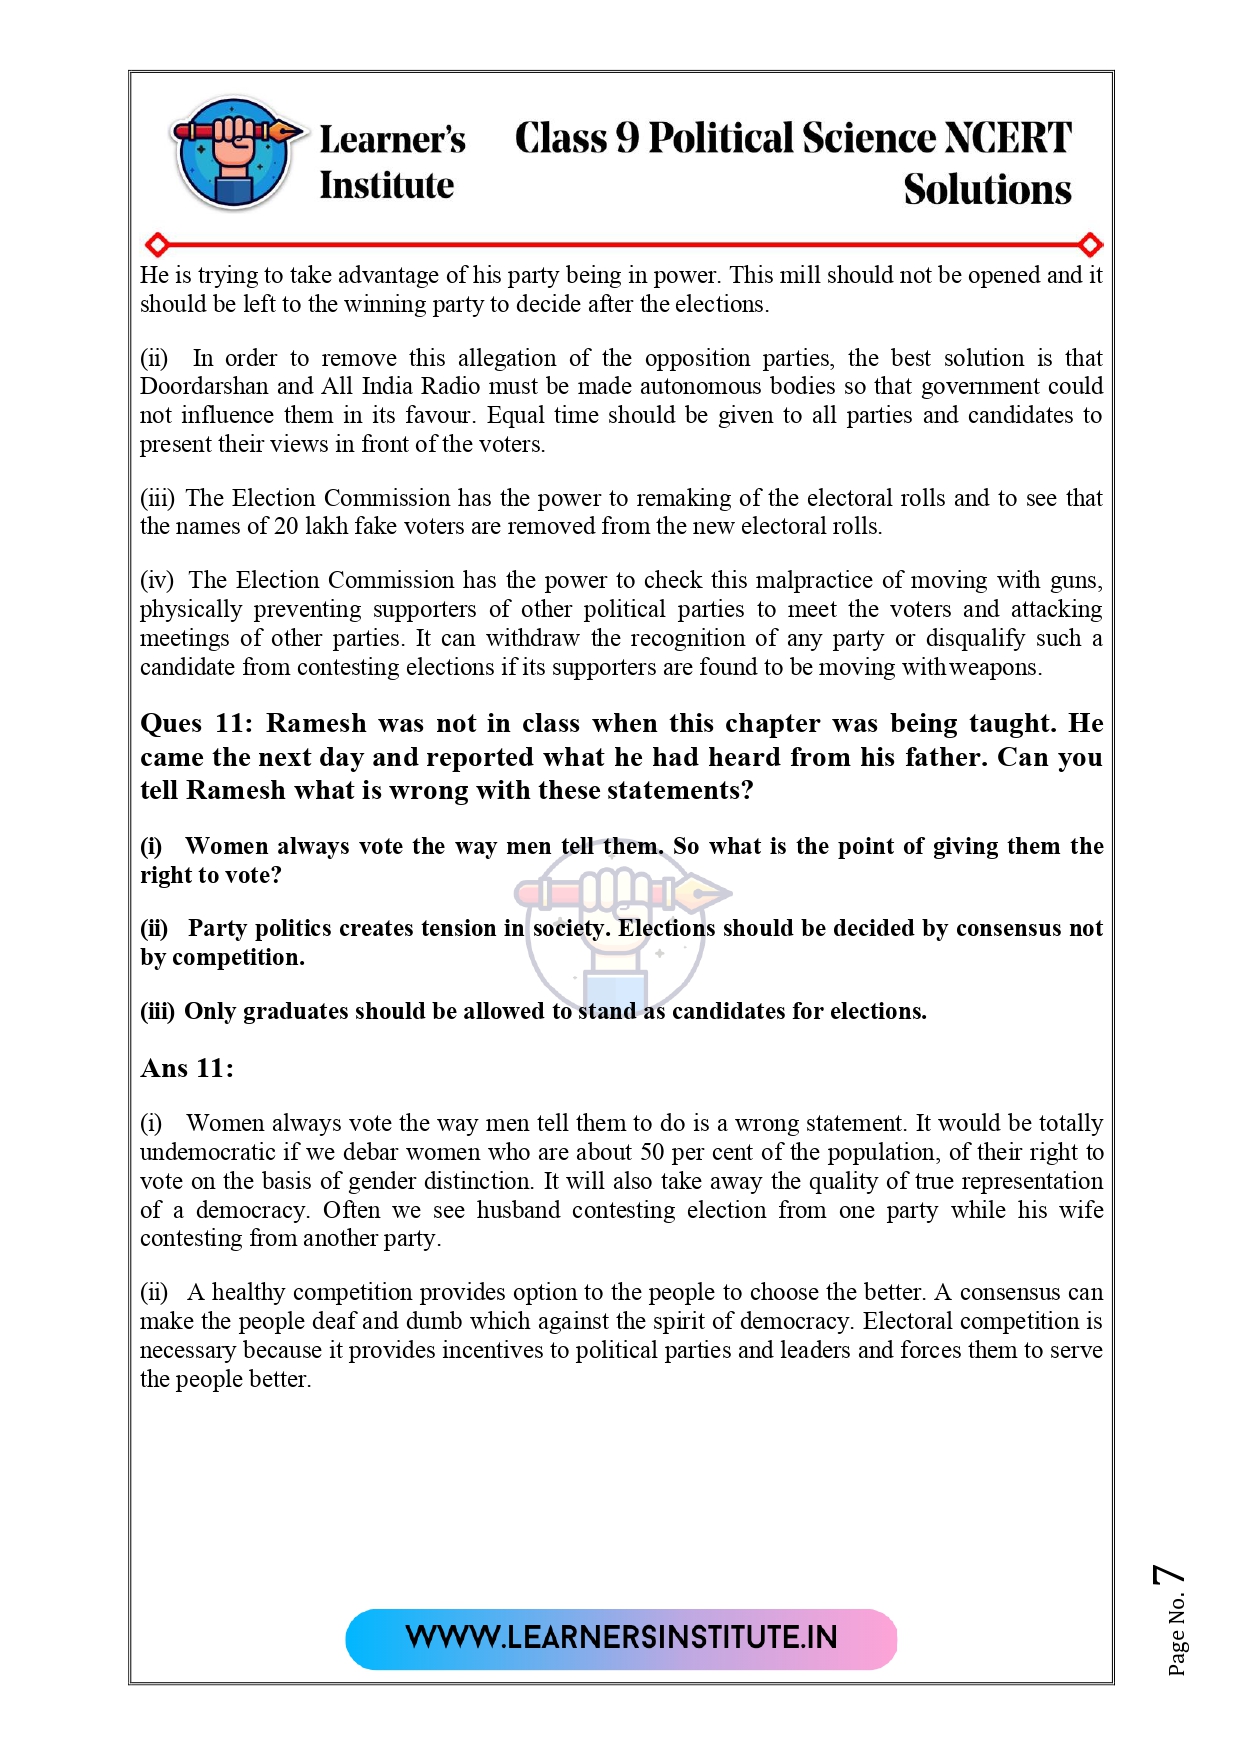 Learner's
Institute
Class 9 Political Science NCERT
Solutions
He is trying to take advantage of his party being in power. This mill should not be opened and it
should be left to the winning party to decide after the elections.
(ii) In order to remove this allegation of the opposition parties, the best solution is that
Doordarshan and All India Radio must be made autonomous bodies so that government could
not influence them in its favour. Equal time should be given to all parties and candidates to
present their views in front of the voters.
(iii) The Election Commission has the power to remaking of the electoral rolls and to see that
the names of 20 lakh fake voters are removed from the new electoral rolls.
(iv) The Election Commission has the power to check this malpractice of moving with guns,
physically preventing supporters of other political parties to meet the voters and attacking
meetings of other parties. It can withdraw the recognition of any party or disqualify such a
candidate from contesting elections if its supporters are found to be moving with weapons.
Ques 11: Ramesh was not in class when this chapter was being taught. He
came the next day and reported what he had heard from his father. Can you
tell Ramesh what is wrong with these statements?
(i) Women always vote the way men tell them. So what is the point of giving them the
right to vote?
(ii) Party politics creates tension in society. Elections should be decided by consensus not
by competition.
(iii) Only graduates should be allowed to stand as candidates for elections.
Ans 11:
(i) Women always vote the way men tell them to do is a wrong statement. It would be totally
undemocratic if we debar women who are about 50 per cent of the population, of their right to
vote on the basis of gender distinction. It will also take away the quality of true representation
of a democracy. Often we see husband contesting election from one party while his wife
contesting from another party.
(ii) A healthy competition provides option to the people to choose the better. A consensus can
make the people deaf and dumb which against the spirit of democracy. Electoral competition is
necessary because it provides incentives to political parties and leaders and forces them to serve
the people better.
WWW.LEARNERSINSTITUTE.IN
Page No. 7